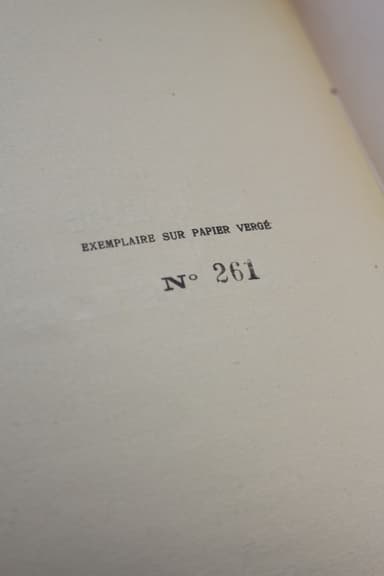 EXEMPLAIRE SUR PAPIER VERGÉ
N° 261